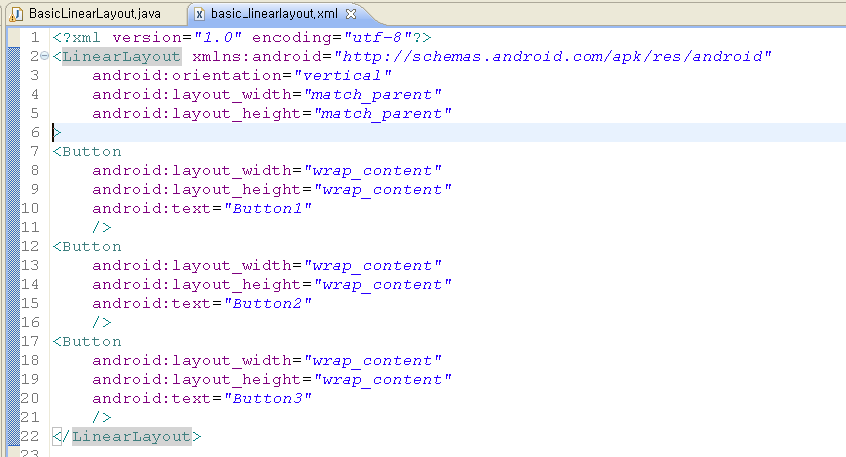 BasicLinearLayout.java basic_linearlayout.xml
1 <?xml version="1.0" encoding="utf-8"?>
2 <LinearLayout xmlns:android="http://schemas.android.com/apk/res/android"
3     android:orientation="vertical"
4     android:layout_width="match_parent"
5     android:layout_height="match_parent"
6 >
7 <Button
8     android:layout_width="wrap_content"
9     android:layout_height="wrap_content"
10     android:text="Button1"
11     />
12 <Button
13     android:layout_width="wrap_content"
14     android:layout_height="wrap_content"
15     android:text="Button2"
16     />
17 <Button
18     android:layout_width="wrap_content"
19     android:layout_height="wrap_content"
20     android:text="Button3"
21     />
22 </LinearLayout>
23